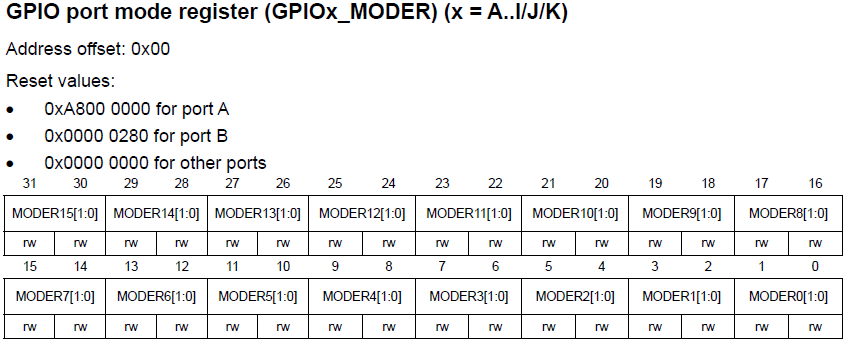 GPIO port mode register (GPIOx_MODER) (x = A..I/J/K)
Address offset: 0x00
Reset values:
• 0xA800 0000 for port A
• 0x0000 0280 for port B
• 0x0000 0000 for other ports
31 30 29 28 27 26 25 24 23 22 21 20 19 18 17 16
MODER15[1:0] MODER14[1:0] MODER13[1:0] MODER12[1:0] MODER11[1:0] MODER10[1:0] MODER9[1:0] MODER8[1:0]
rw rw rw rw rw rw rw rw rw rw rw rw rw rw rw rw
15 14 13 12 11 10 9 8 7 6 5 4 3 2 1 0
MODER7[1:0] MODER6[1:0] MODER5[1:0] MODER4[1:0] MODER3[1:0] MODER2[1:0] MODER1[1:0] MODER0[1:0]
rw rw rw rw rw rw rw rw rw rw rw rw rw rw rw rw